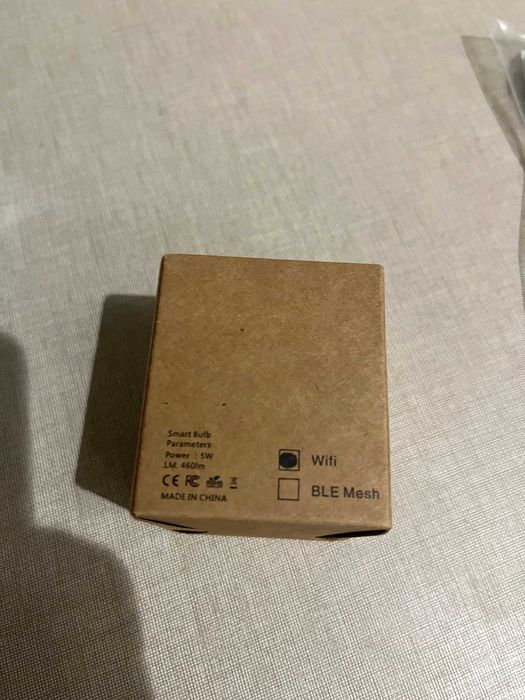 Smart Bulb
Parameters
Power : 5W
LM: 460lm
CE FC
MADE IN CHINA
Wifi
BLE Mesh